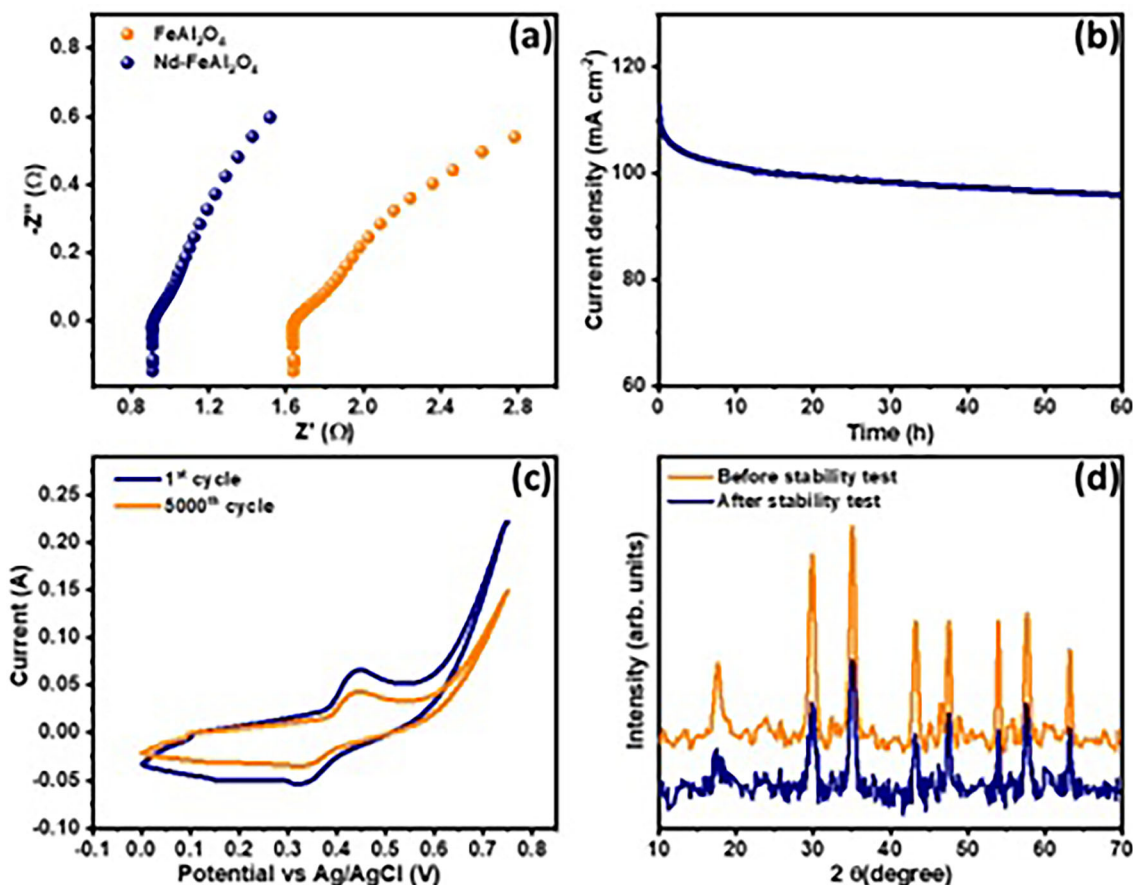 (a)
FeAl₂O₄
Nd-FeAl₂O₄
0.8
0.6
0.4
0.2
0.0
-Z'' (Ω)
0.8 1.2 1.6 2.0 2.4 2.8
Z' (Ω)
(b)
120
100
80
60
Current density (mA cm⁻²)
0 10 20 30 40 50 60
Time (h)
(c)
1ˢᵗ cycle
5000ᵗʰ cycle
0.25
0.20
0.15
0.10
0.05
0.00
-0.05
-0.10
Current (A)
-0.1 0.0 0.1 0.2 0.3 0.4 0.5 0.6 0.7 0.8
Potential vs Ag/AgCl (V)
(d)
Before stability test
After stability test
Intensity (arb. units)
10 20 30 40 50 60 70
2 θ(degree)